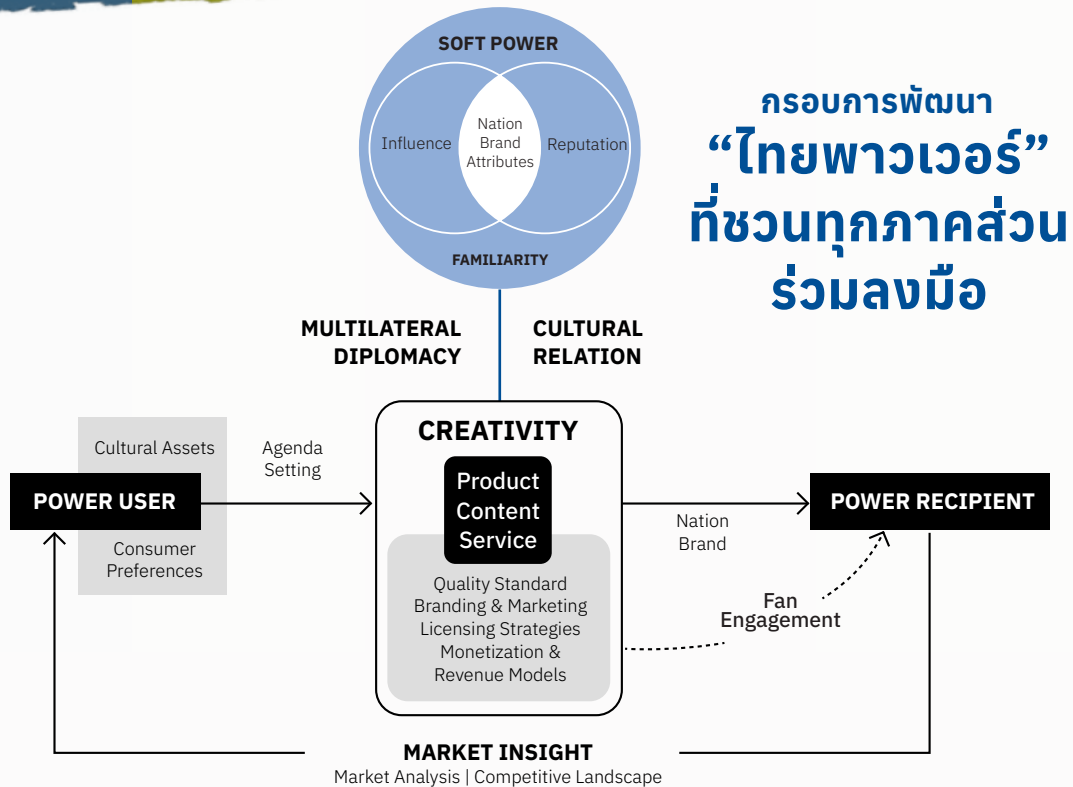 SOFT POWER
Influence
Nation
Brand
Attributes
Reputation
FAMILIARITY
กรอบการพัฒนา
“ไทยพาวเวอร์”
ที่ชวนทุกภาคส่วน
ร่วมลงมือ
MULTILATERAL
DIPLOMACY
CULTURAL
RELATION
Cultural Assets
POWER USER
Consumer
Preferences
Agenda
Setting
CREATIVITY
Product
Content
Service
Quality Standard
Branding & Marketing
Licensing Strategies
Monetization &
Revenue Models
Nation
Brand
POWER RECIPIENT
Fan
Engagement
MARKET INSIGHT
Market Analysis | Competitive Landscape